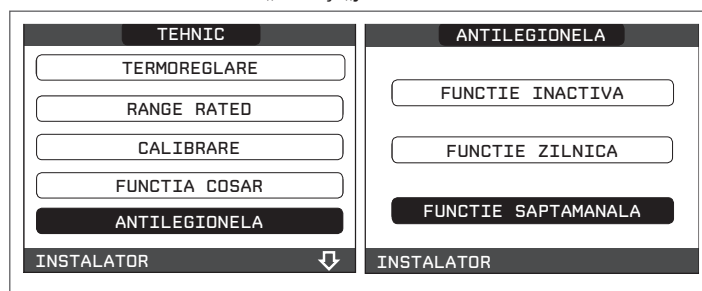 TEHNIC
TERMOREGLARE
RANGE RATED
CALIBRARE
FUNCTIA COSAR
ANTILEGIONELA
INSTALATOR
ANTILEGIONELA
FUNCTIE INACTIVA
FUNCTIE ZILNICA
FUNCTIE SAPTAMANALA
INSTALATOR